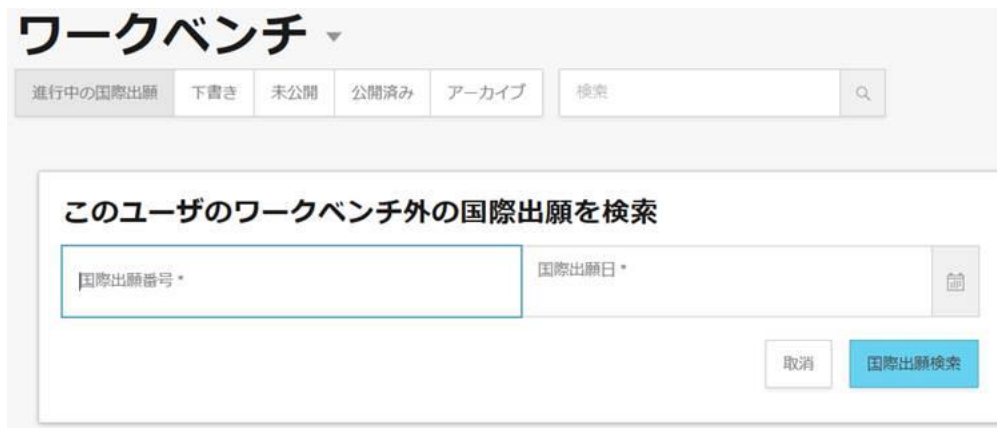 ワークベンチ
進行中の国際出願 下書き 未公開 公開済み アーカイブ 検索
このユーザのワークベンチ外の国際出願を検索
国際出願番号 * 国際出願日 *
取消 国際出願検索